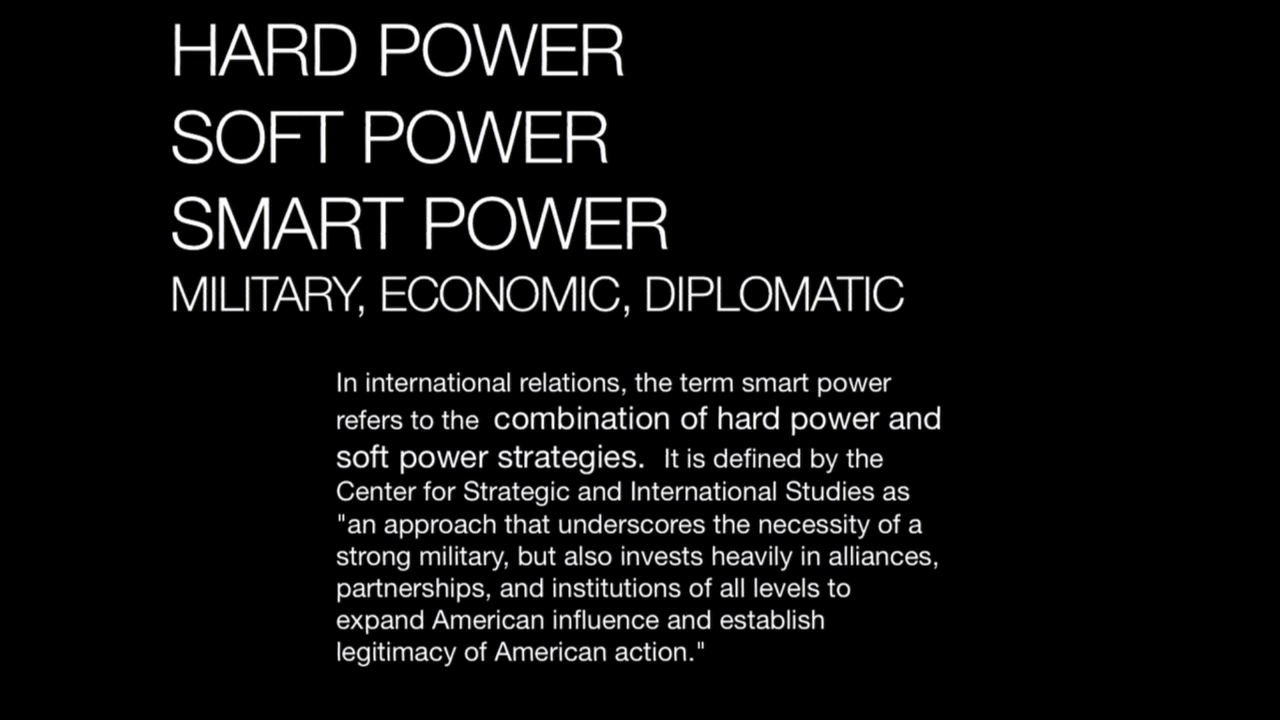 HARD POWER
SOFT POWER
SMART POWER
MILITARY, ECONOMIC, DIPLOMATIC
In international relations, the term smart power
refers to the combination of hard power and
soft power strategies. It is defined by the
Center for Strategic and International Studies as
"an approach that underscores the necessity of a
strong military, but also invests heavily in alliances,
partnerships, and institutions of all levels to
expand American influence and establish
legitimacy of American action."